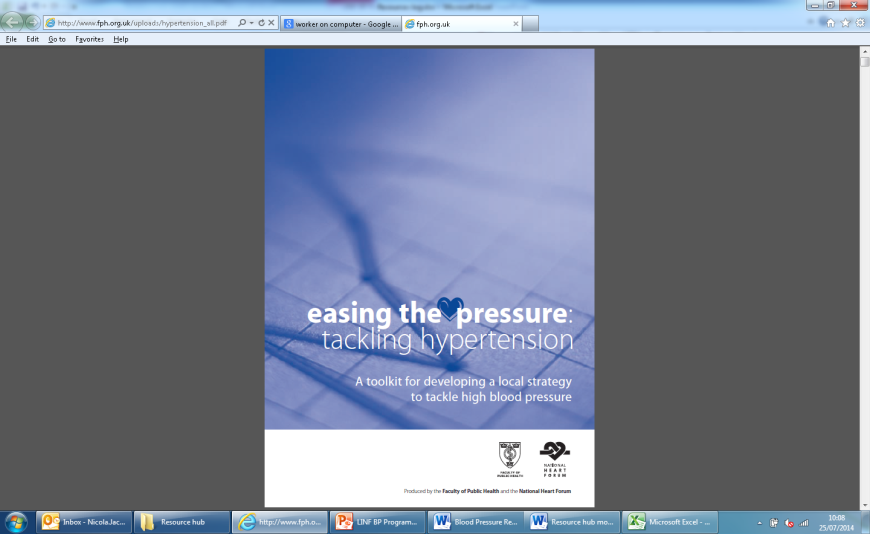 http://www.fph.org.uk/uploads/hypertension_all.pdf
worker on computer - Google ...
fph.org.uk
File Edit Go to Favorites Help
easing the pressure:
tackling hypertension
A toolkit for developing a local strategy
to tackle high blood pressure
FACULTY OF
PUBLIC HEALTH
NATIONAL
HEART
FORUM
Produced by the Faculty of Public Health and the National Heart Forum
Inbox - Nicola.Jac...
Resource hub
http://www.fph.o...
LINF BP Program...
Blood Pressure Re...
Resource hub mo...
Microsoft Excel - ...
10:08
25/07/2014